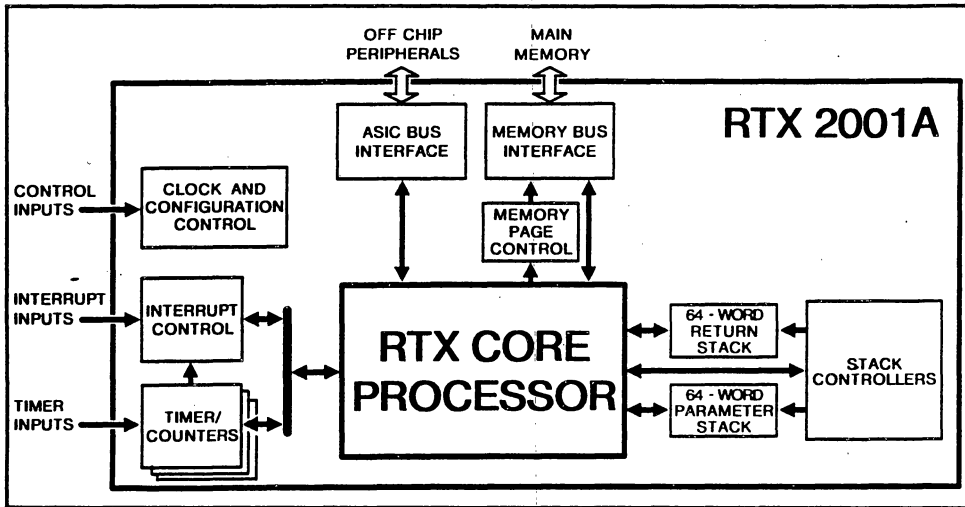 OFF CHIP
PERIPHERALS
MAIN
MEMORY
RTX 2001A
ASIC BUS
INTERFACE
MEMORY BUS
INTERFACE
CONTROL
INPUTS
CLOCK AND
CONFIGURATION
CONTROL
MEMORY
PAGE
CONTROL
INTERRUPT
INPUTS
INTERRUPT
CONTROL
RTX CORE
PROCESSOR
64 - WORD
RETURN
STACK
STACK
CONTROLLERS
64 - WORD
PARAMETER
STACK
TIMER
INPUTS
TIMER/
COUNTERS